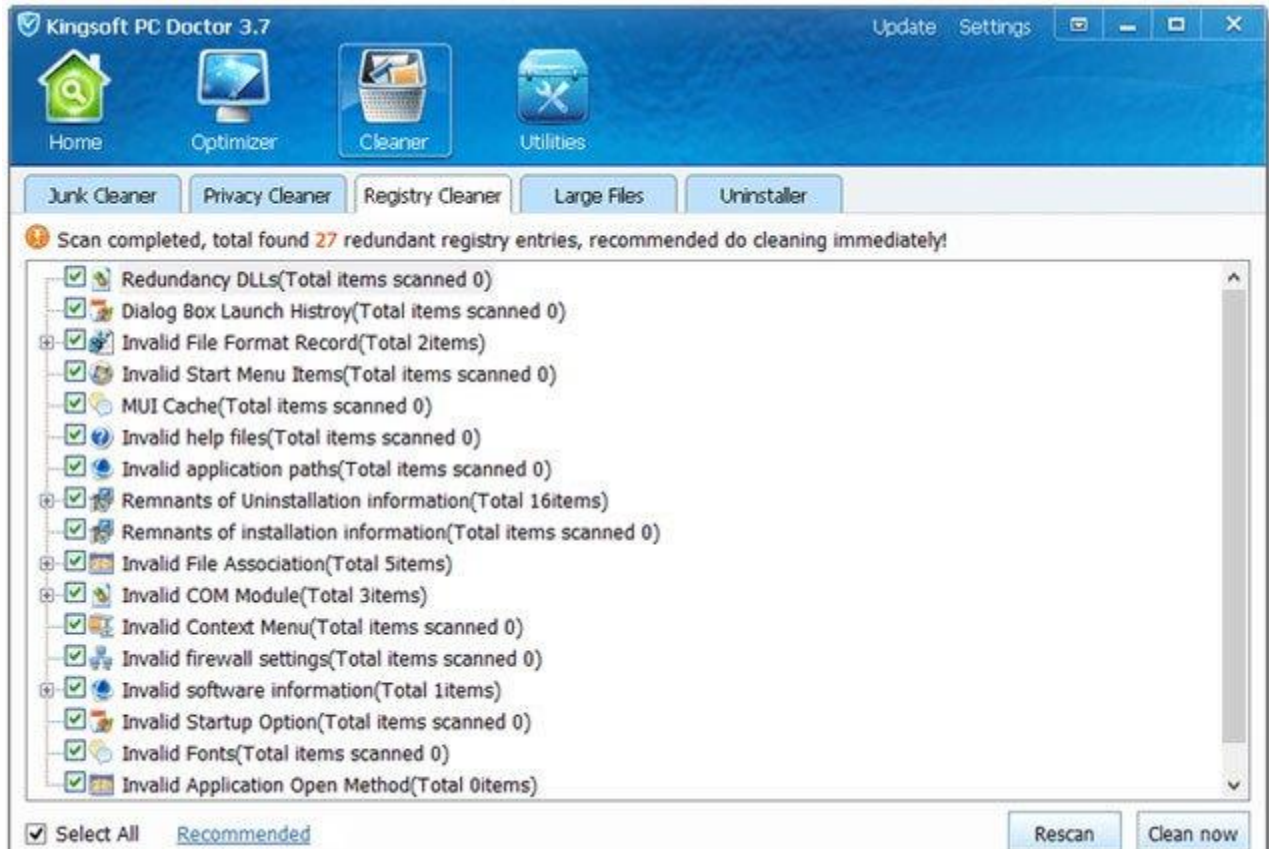 Kingsoft PC Doctor 3.7
Update Settings
Home Optimizer Cleaner Utilities
Junk Cleaner Privacy Cleaner Registry Cleaner Large Files Uninstaller
Scan completed, total found 27 redundant registry entries, recommended do cleaning immediately!
Redundancy DLLs(Total items scanned 0)
Dialog Box Launch Histroy(Total items scanned 0)
Invalid File Format Record(Total 2items)
Invalid Start Menu Items(Total items scanned 0)
MUI Cache(Total items scanned 0)
Invalid help files(Total items scanned 0)
Invalid application paths(Total items scanned 0)
Remnants of Uninstallation information(Total 16items)
Remnants of installation information(Total items scanned 0)
Invalid File Association(Total 5items)
Invalid COM Module(Total 3items)
Invalid Context Menu(Total items scanned 0)
Invalid firewall settings(Total items scanned 0)
Invalid software information(Total 1items)
Invalid Startup Option(Total items scanned 0)
Invalid Fonts(Total items scanned 0)
Invalid Application Open Method(Total 0items)
Select All Recommended Rescan Clean now